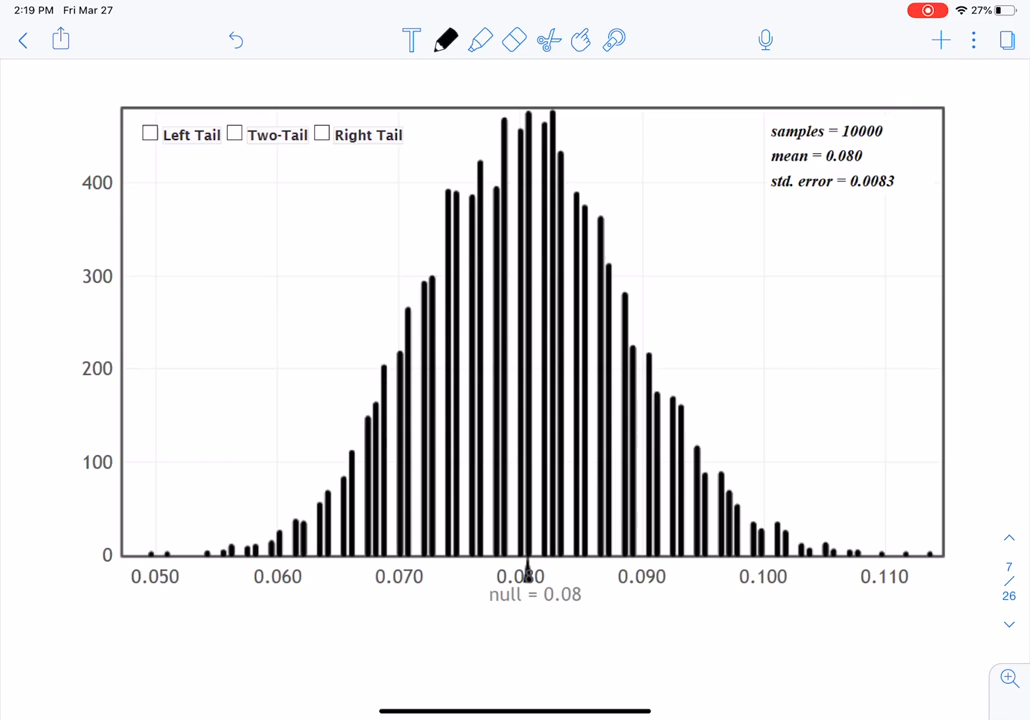 2:19 PM Fri Mar 27
27%
T
Left Tail Two-Tail Right Tail
samples = 10000
mean = 0.080
std. error = 0.0083
400
300
200
100
0
0.050 0.060 0.070 0.080 0.090 0.100 0.110
null = 0.08
7
/
26